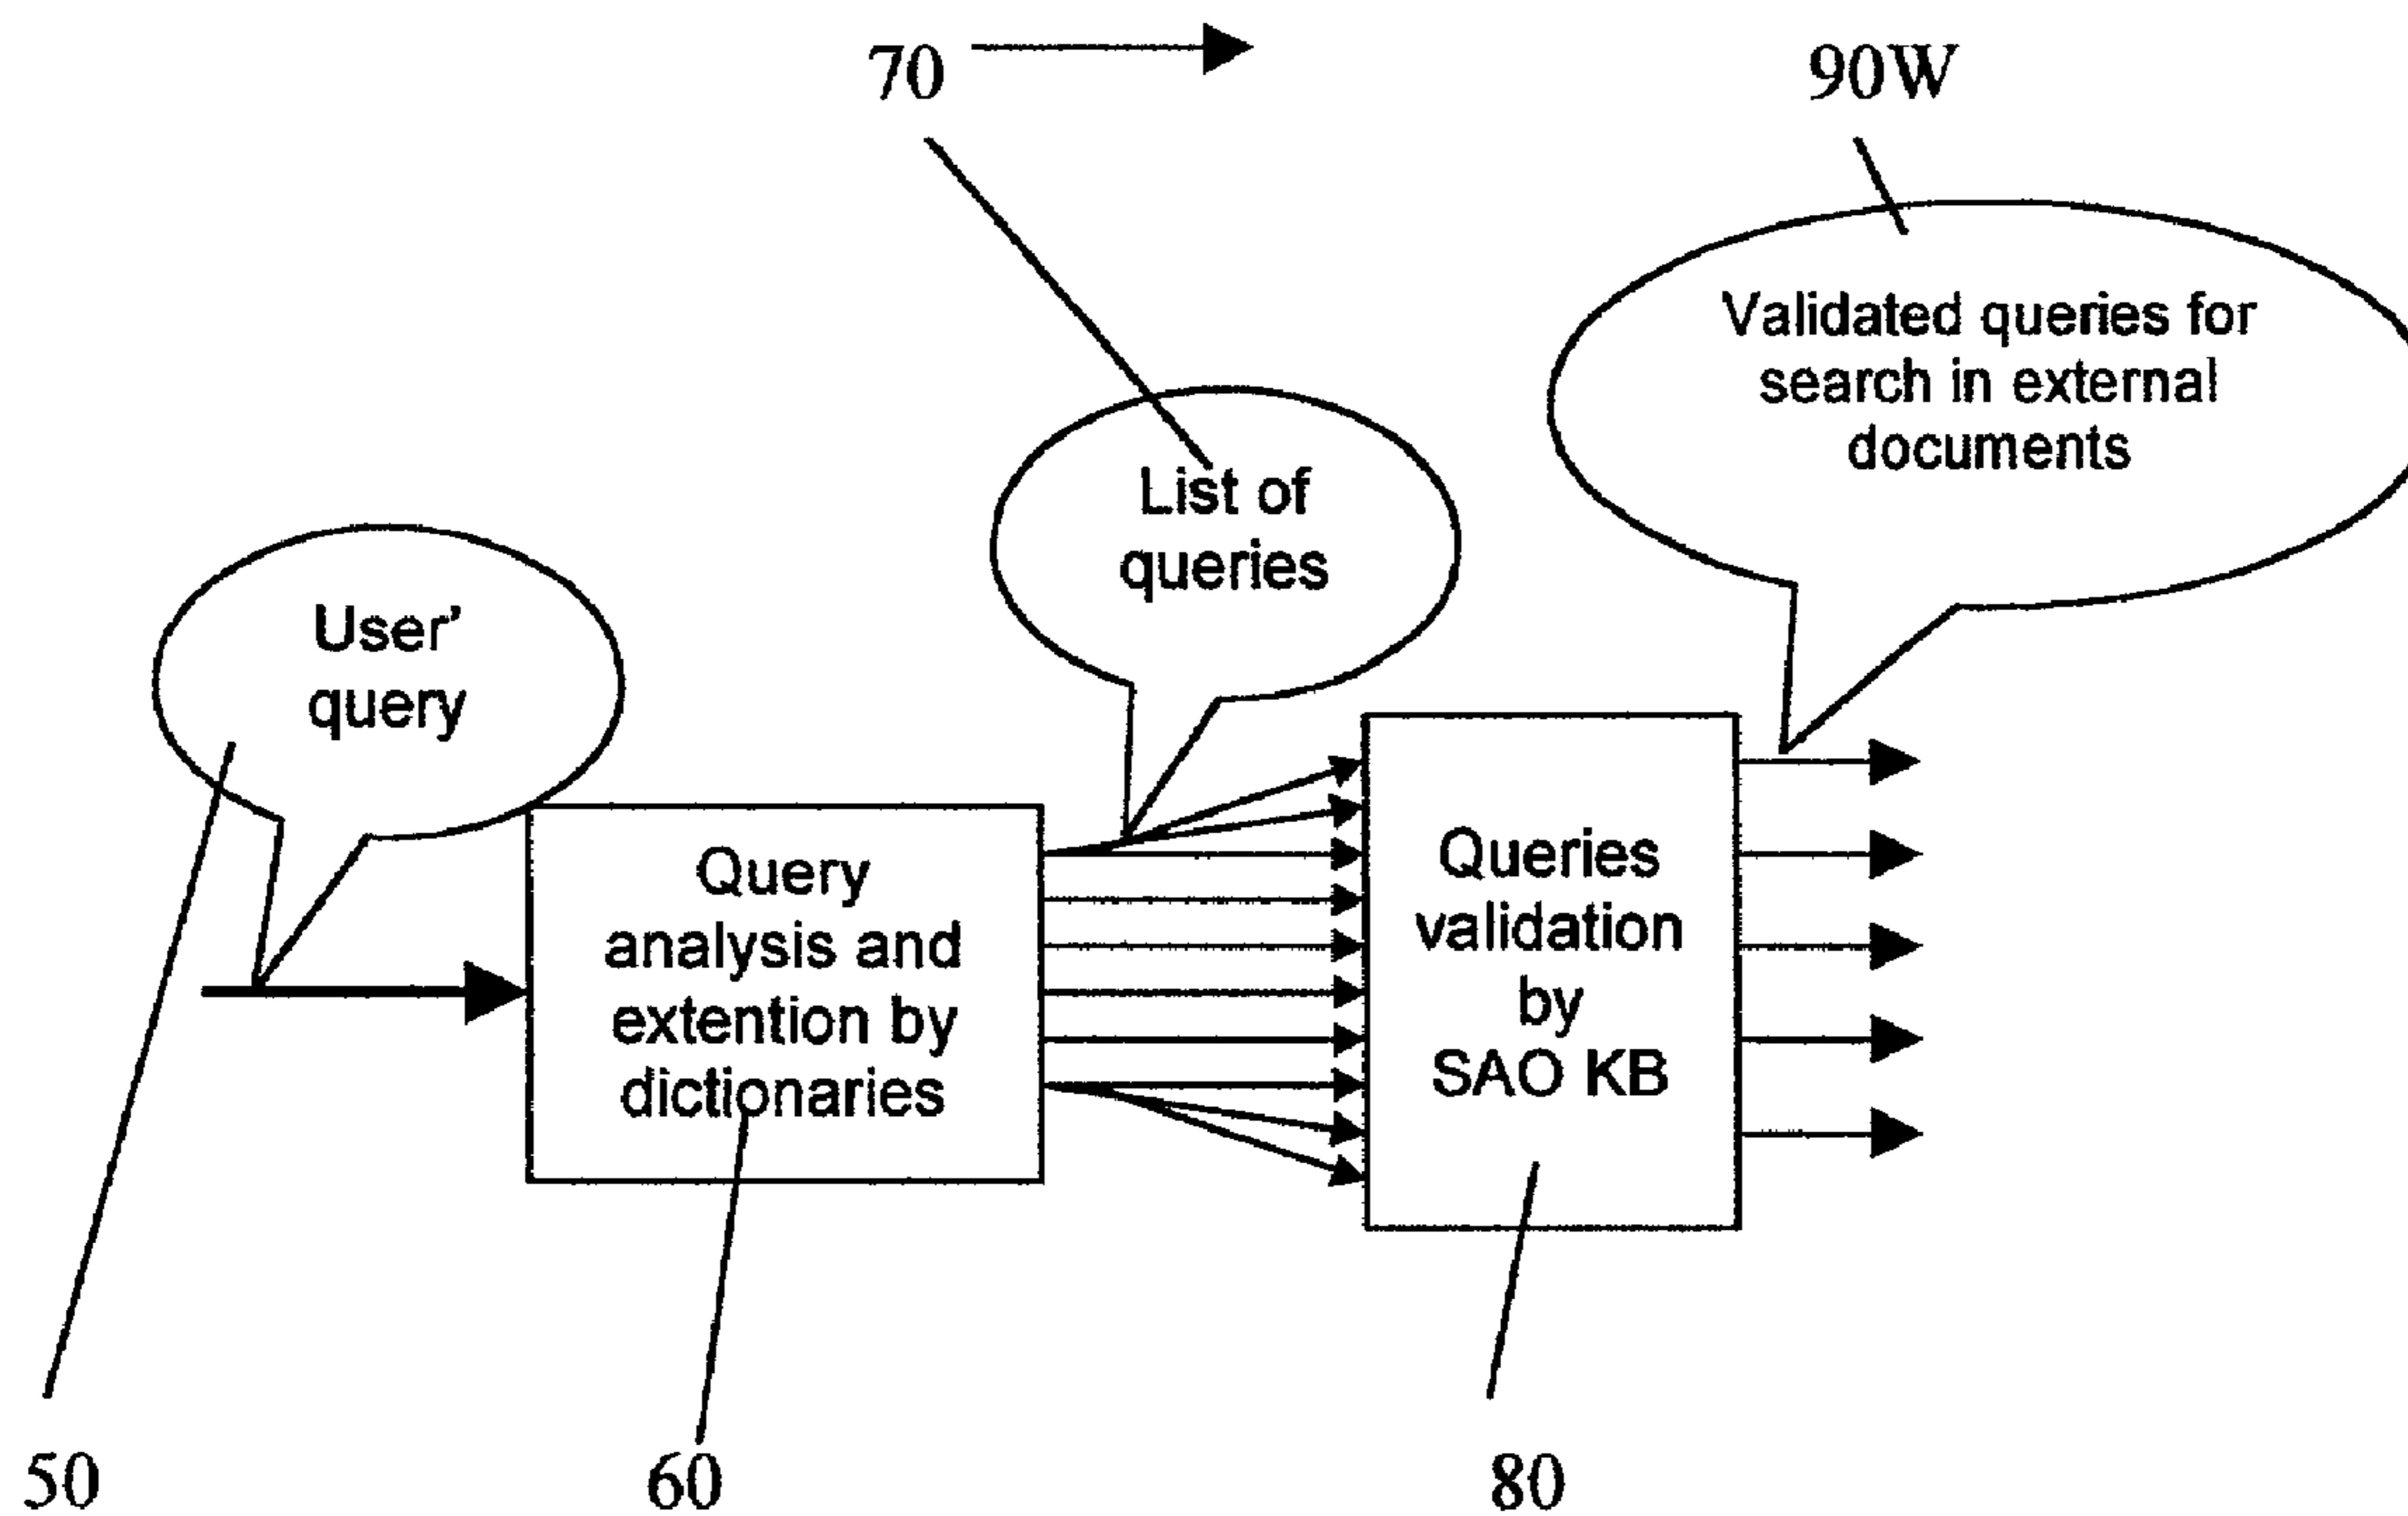 70
90W
Validated queries for
search in external
documents
List of
queries
User'
query
Query
analysis and
extention by
dictionaries
Queries
validation
by
SAO KB
50
60
80